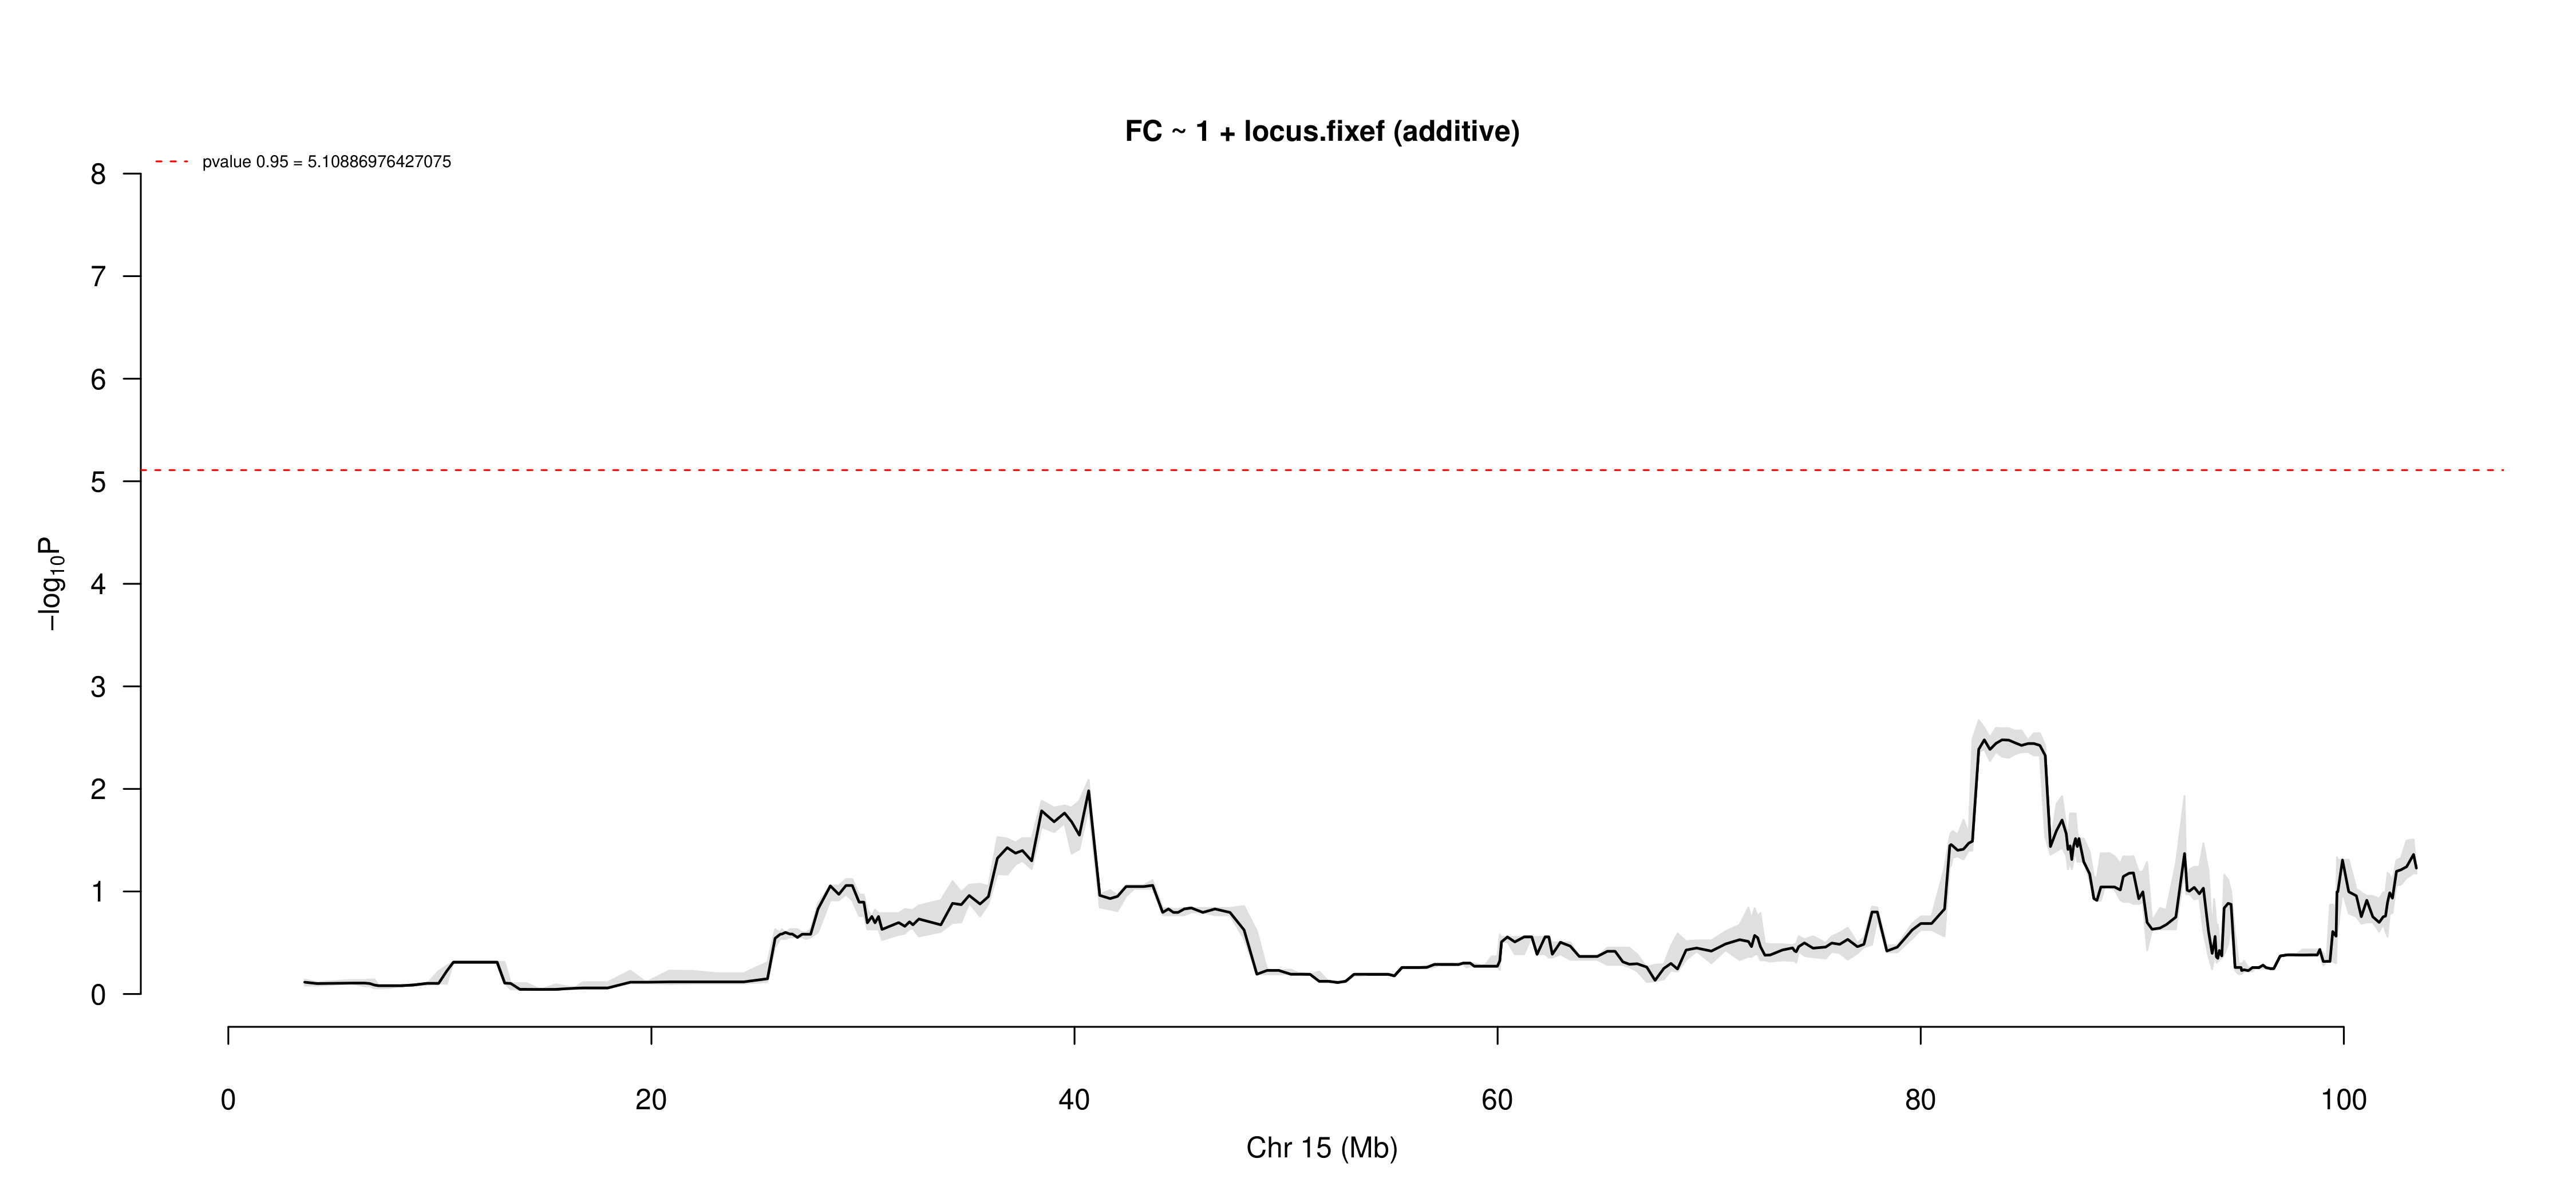 FC ~ 1 + locus.fixef (additive)
pvalue 0.95 = 5.10886976427075
8
7
6
5
4
3
2
1
0
−log10P
0 20 40 60 80 100
Chr 15 (Mb)